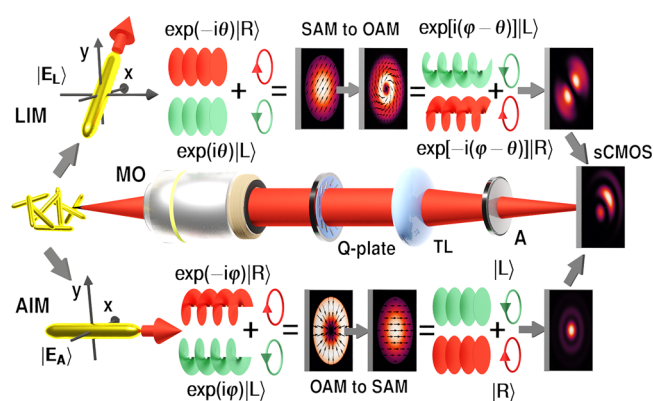 exp(−iθ)|R⟩
SAM to OAM
exp[i(φ−θ)]|L⟩
y
x
|E_L⟩
LIM
exp(iθ)|L⟩
exp[−i(φ−θ)]|R⟩
sCMOS
MO
Q-plate
TL
A
AIM
y
x
|E_A⟩
exp(−iφ)|R⟩
|L⟩
exp(iφ)|L⟩
OAM to SAM
|R⟩